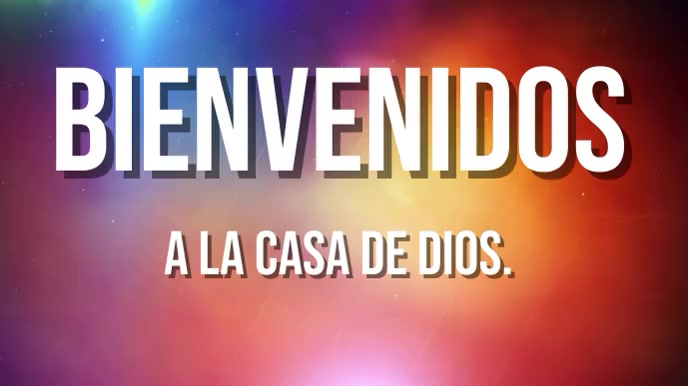 BIENVENIDOS
A LA CASA DE DIOS.